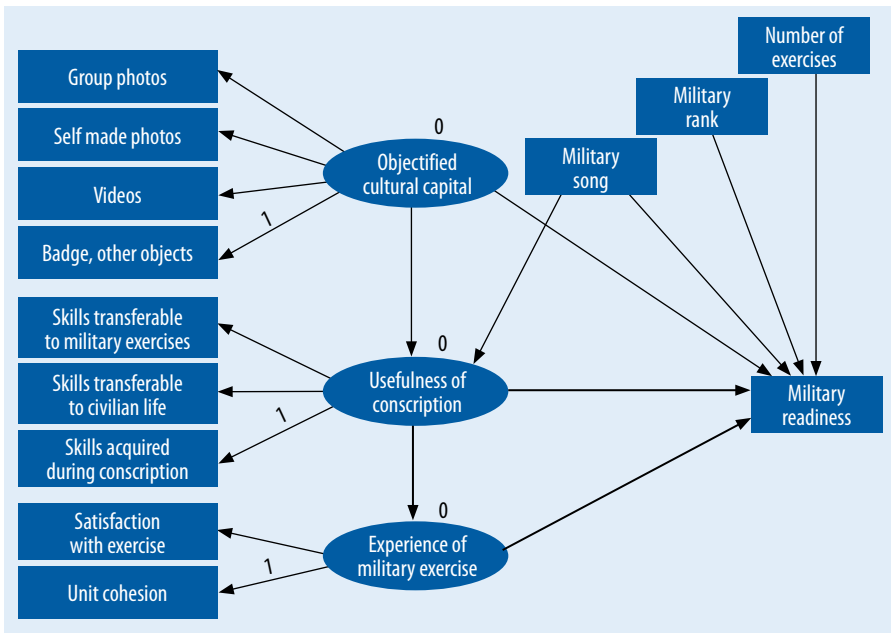 Number of
exercises
Group photos
Military
rank
Self made photos
0
Objectified
cultural capital
Military
song
Videos
1
Badge, other objects
Skills transferable
to military exercises
0
Usefulness of
conscription
Skills transferable
to civilian life
Military
readiness
1
Skills acquired
during conscription
Satisfaction
with exercise
0
Experience of
military exercise
1
Unit cohesion